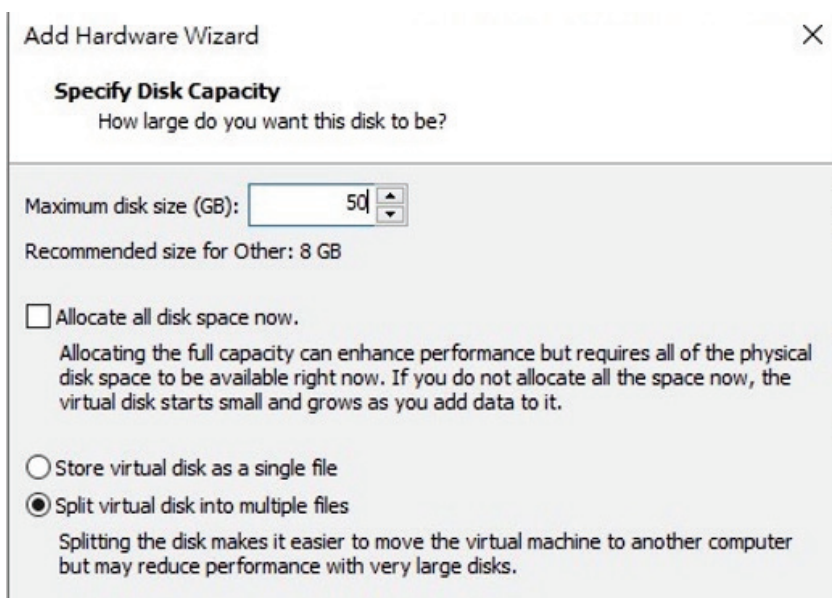 Add Hardware Wizard
Specify Disk Capacity
How large do you want this disk to be?
Maximum disk size (GB): 50
Recommended size for Other: 8 GB
Allocate all disk space now.
Allocating the full capacity can enhance performance but requires all of the physical
disk space to be available right now. If you do not allocate all the space now, the
virtual disk starts small and grows as you add data to it.
Store virtual disk as a single file
Split virtual disk into multiple files
Splitting the disk makes it easier to move the virtual machine to another computer
but may reduce performance with very large disks.